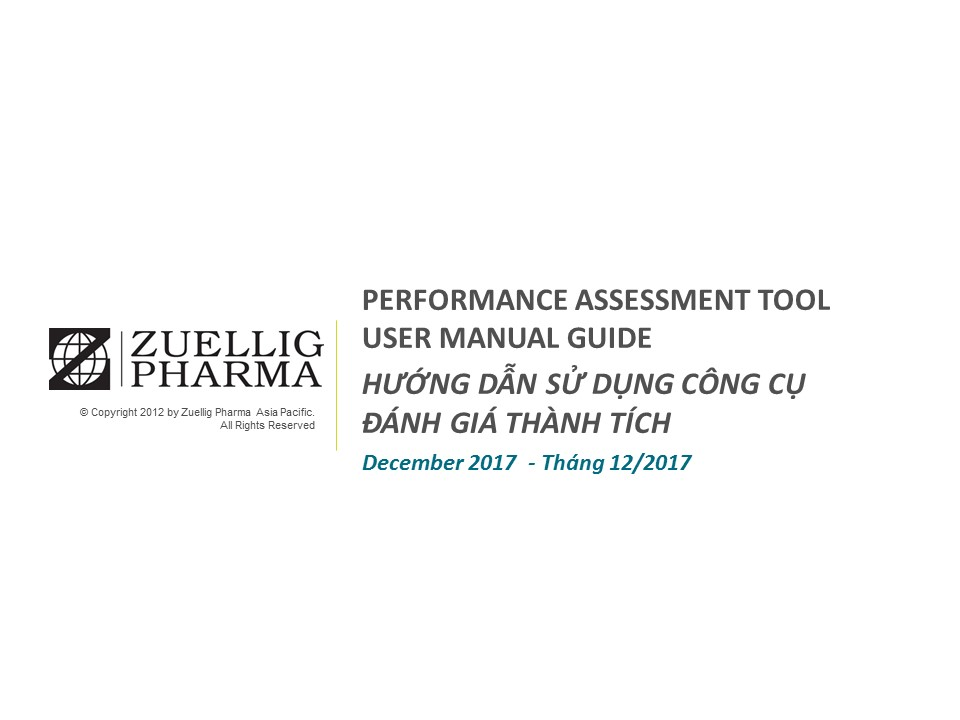 ZUELLIG
PHARMA
© Copyright 2012 by Zuellig Pharma Asia Pacific.
All Rights Reserved
PERFORMANCE ASSESSMENT TOOL
USER MANUAL GUIDE
HƯỚNG DẪN SỬ DỤNG CÔNG CỤ
ĐÁNH GIÁ THÀNH TÍCH
December 2017 - Tháng 12/2017